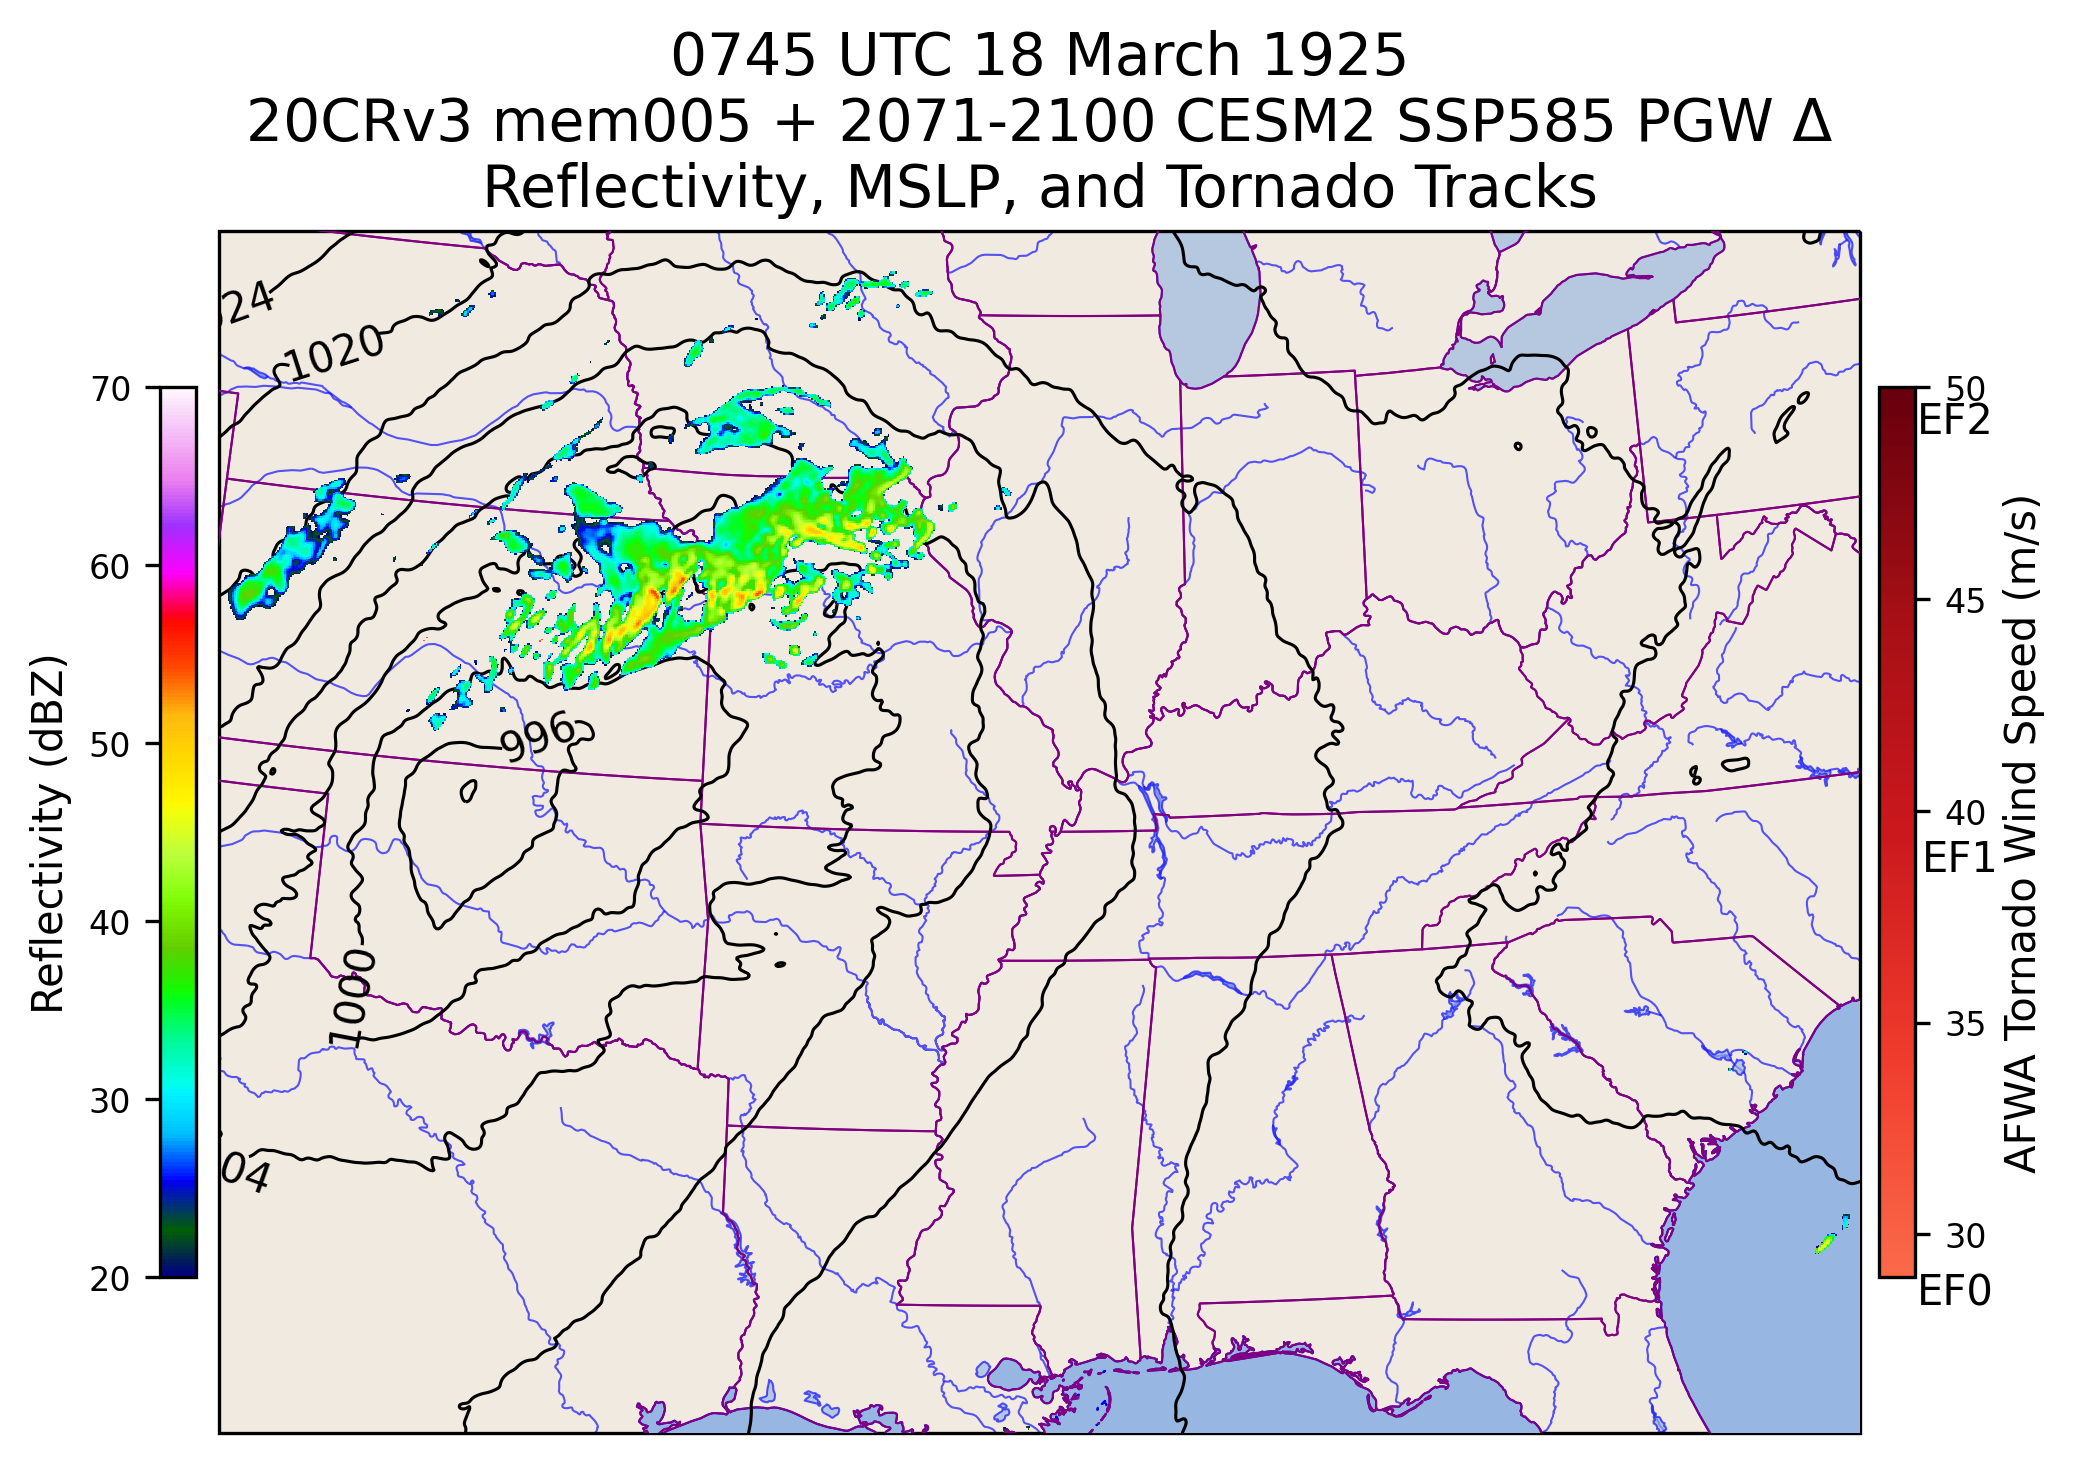 0745 UTC 18 March 1925
20CRv3 mem005 + 2071-2100 CESM2 SSP585 PGW Δ
Reflectivity, MSLP, and Tornado Tracks
Reflectivity (dBZ)
70
60
50
40
30
20
24
1020
996
1000
04
50
EF2
45
40
EF1
35
30
EF0
AFWA Tornado Wind Speed (m/s)